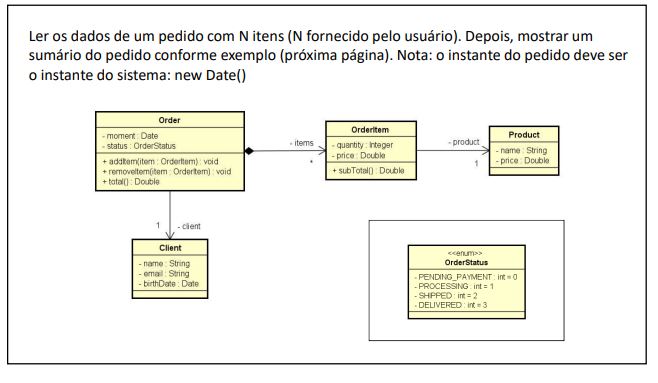 Ler os dados de um pedido com N itens (N fornecido pelo usuário). Depois, mostrar um
sumário do pedido conforme exemplo (próxima página). Nota: o instante do pedido deve ser
o instante do sistema: new Date()
Order
- moment : Date
- status : OrderStatus
+ addItem(item : OrderItem) : void
+ removeItem(item : OrderItem) : void
+ total() : Double
- items
*
OrderItem
- quantity : Integer
- price : Double
+ subTotal() : Double
- product
1
Product
- name : String
- price : Double
1
- client
Client
- name : String
- email : String
- birthDate : Date
<<enum>>
OrderStatus
- PENDING_PAYMENT : int = 0
- PROCESSING : int = 1
- SHIPPED : int = 2
- DELIVERED : int = 3